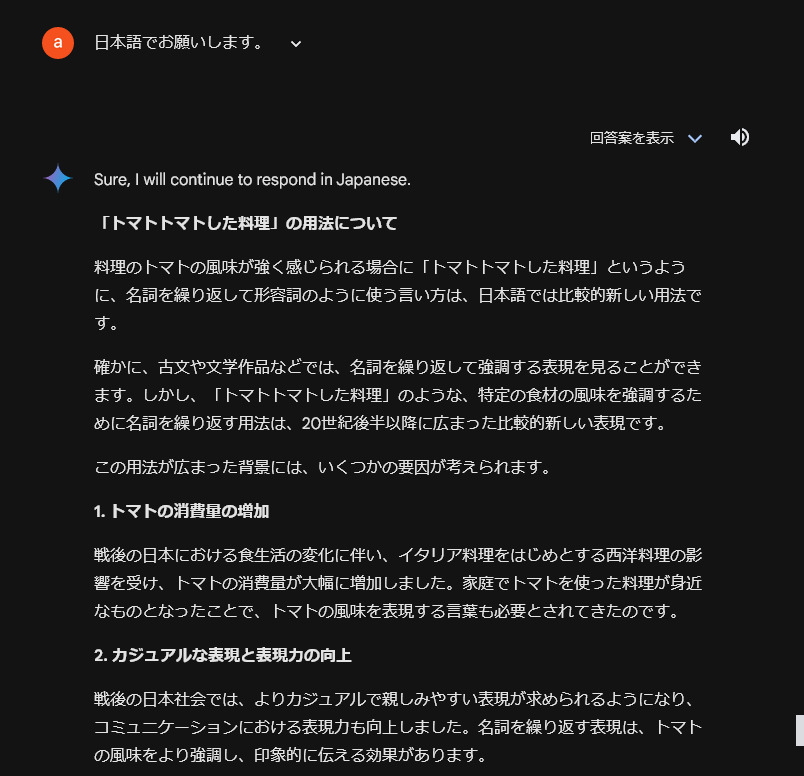 a
日本語でお願いします。
回答案を表示
Sure, I will continue to respond in Japanese.
「トマトトマトした料理」の用法について
料理のトマトの風味が強く感じられる場合に「トマトトマトした料理」というよう
に、名詞を繰り返して形容詞のように使う言い方は、日本語では比較的新しい用法で
す。
確かに、古文や文学作品などでは、名詞を繰り返して強調する表現を見ることができ
ます。しかし、「トマトトマトした料理」のような、特定の食材の風味を強調するた
めに名詞を繰り返す用法は、20世紀後半以降に広まった比較的新しい表現です。
この用法が広まった背景には、いくつかの要因が考えられます。
1. トマトの消費量の増加
戦後の日本における食生活の変化に伴い、イタリア料理をはじめとする西洋料理の影
響を受け、トマトの消費量が大幅に増加しました。家庭でトマトを使った料理が身近
なものとなったことで、トマトの風味を表現する言葉も必要とされてきたのです。
2. カジュアルな表現と表現力の向上
戦後の日本社会では、よりカジュアルで親しみやすい表現が求められるようになり、
コミュニケーションにおける表現力も向上しました。名詞を繰り返す表現は、トマト
の風味をより強調し、印象的に伝える効果があります。